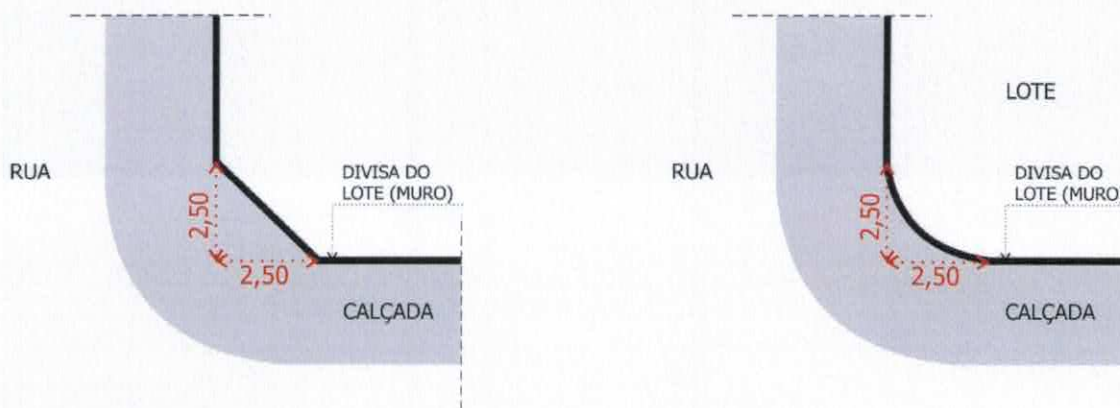 RUA
DIVISA DO
LOTE (MURO)
2,50
2,50
CALÇADA
LOTE
RUA
DIVISA DO
LOTE (MURO
2,50
2,50
CALÇADA